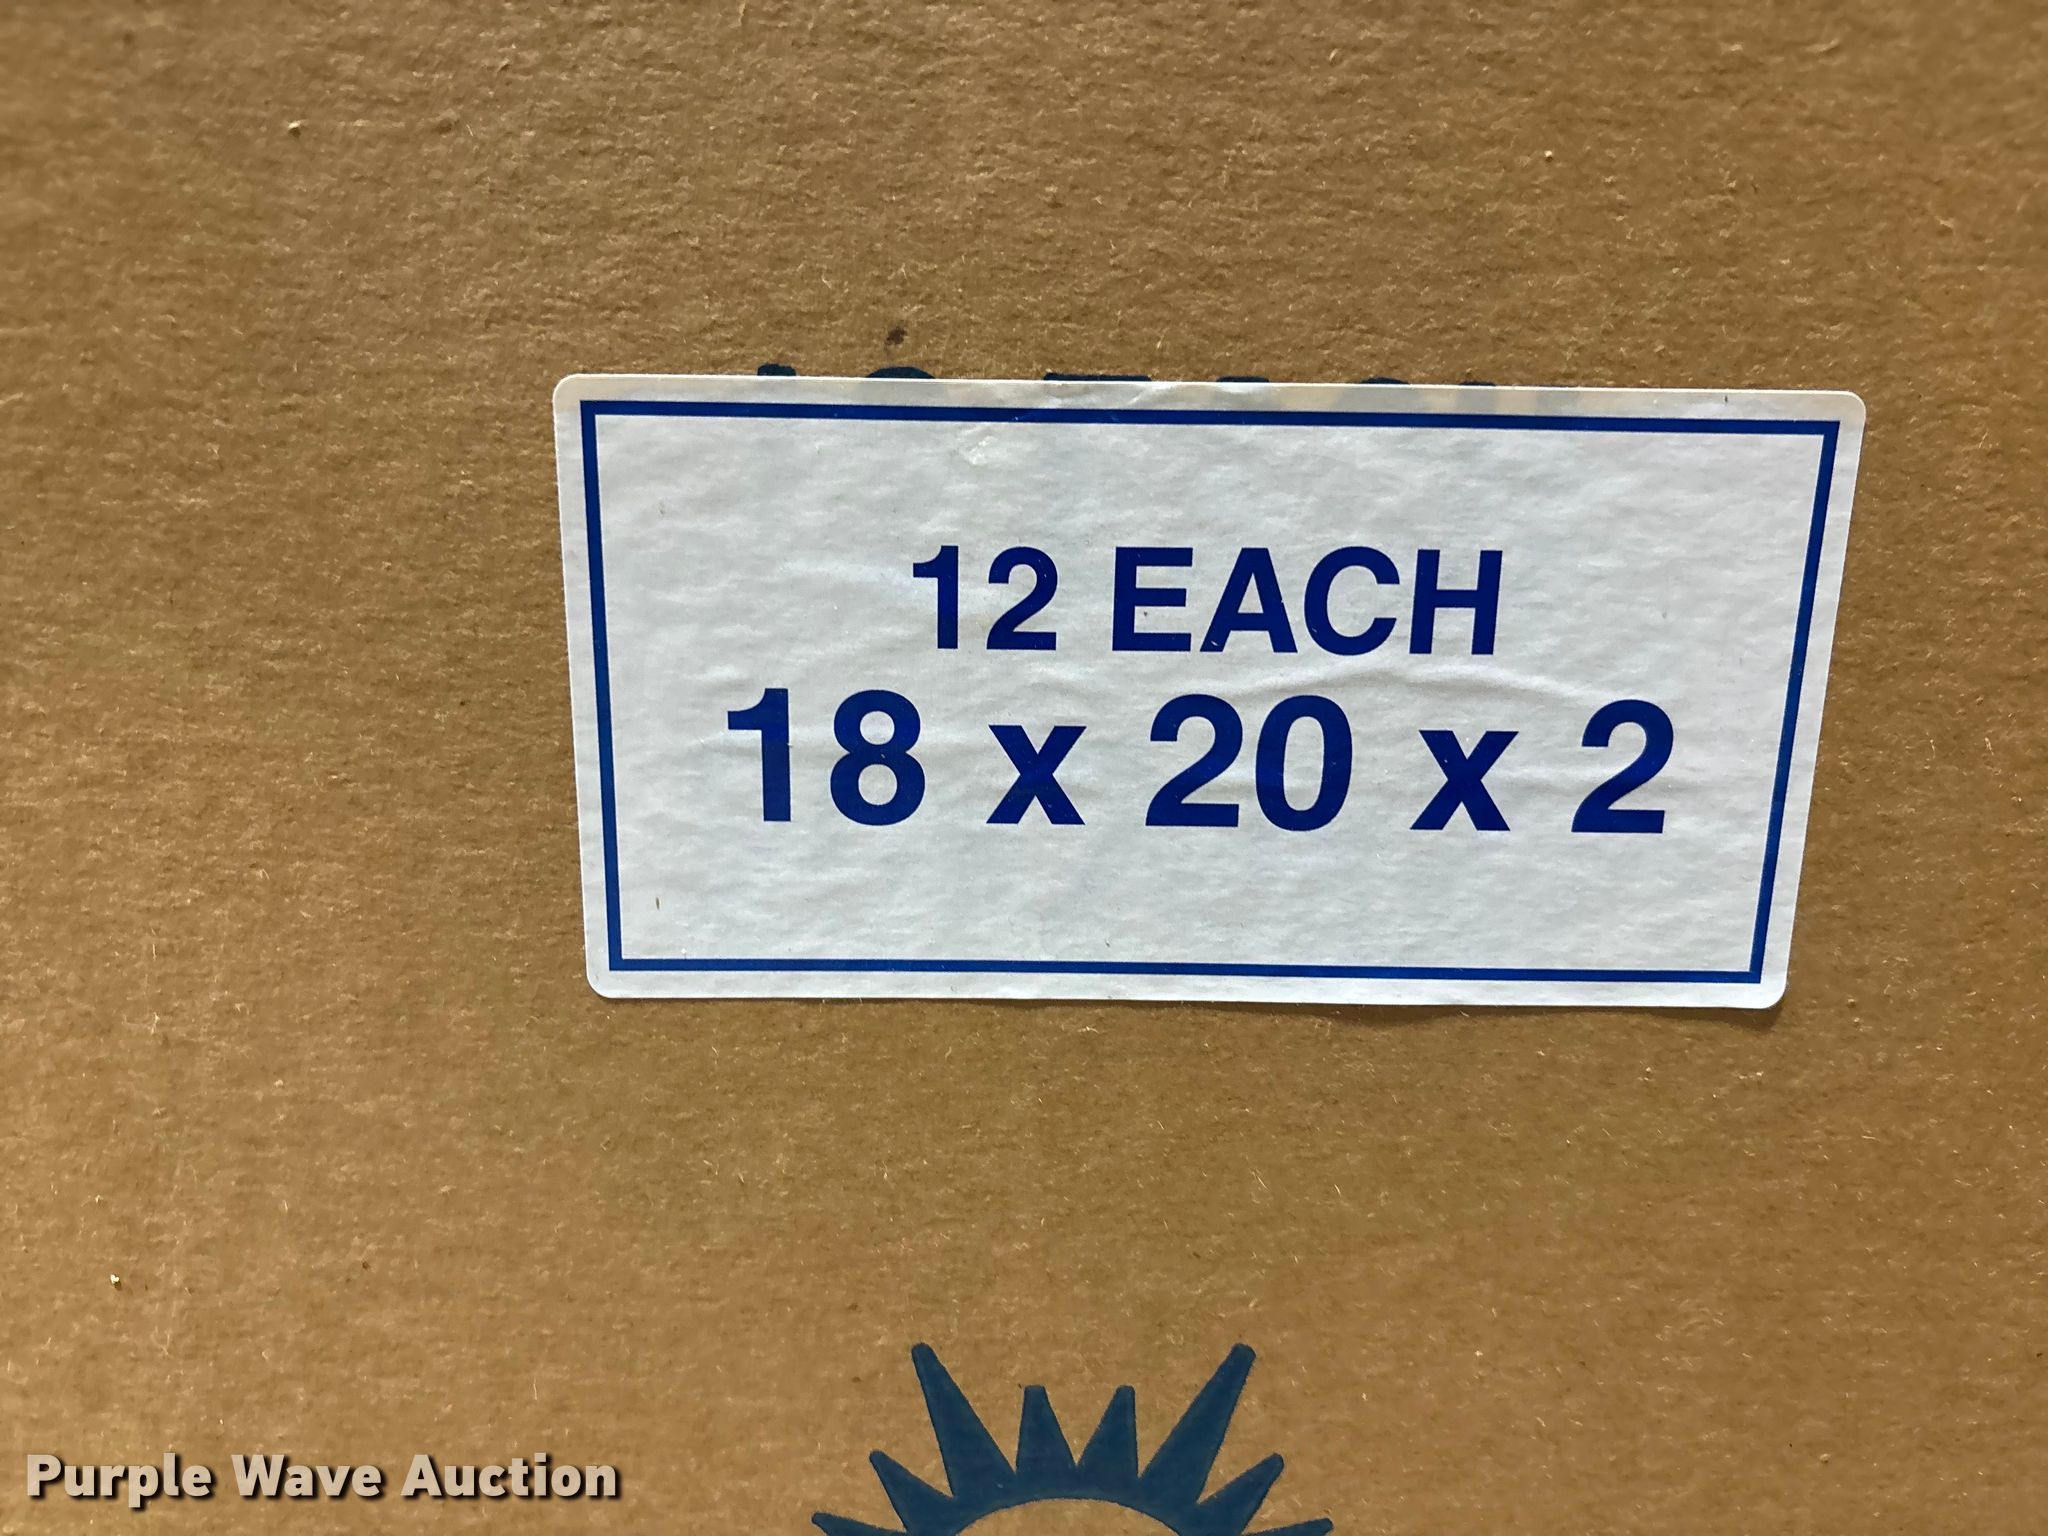 12 EACH
18 x 20 x 2
Purple Wave Auction